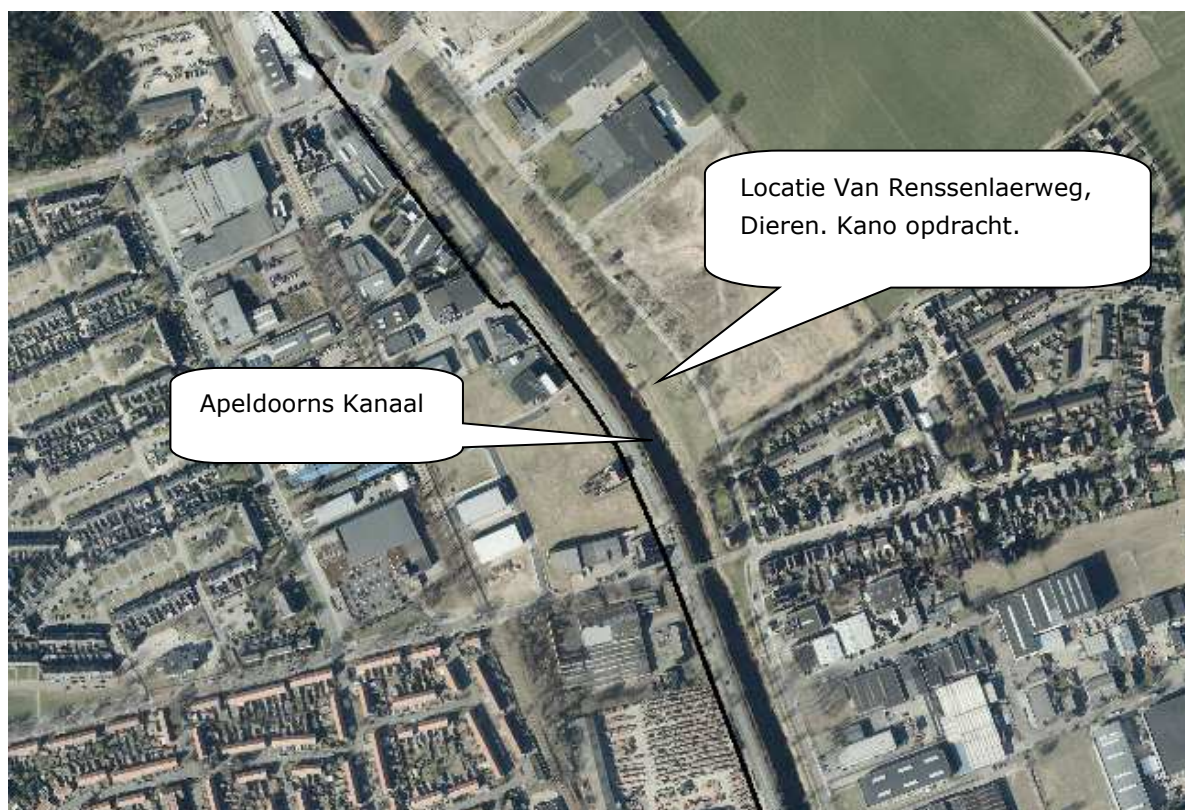 Locatie Van Renssenlaerweg,
Dieren. Kano opdracht.
Apeldoorns Kanaal